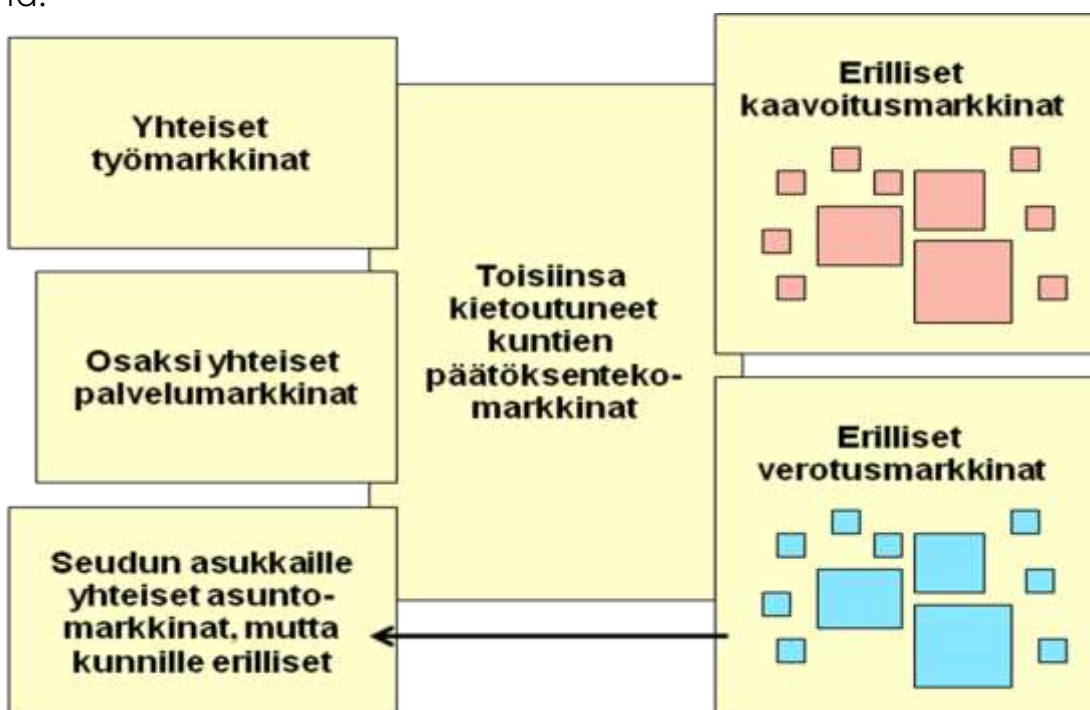 na.
Yhteiset
työmarkkinat
Osaksi yhteiset
palvelumarkkinat
Seudun asukkaille
yhteiset asunto-
markkinat, mutta
kunnille erilliset
Toisiinsa
kietoutuneet
kuntien
päätöksenteko-
markkinat
Erilliset
kaavoitusmarkkinat
Erilliset
verotusmarkkinat